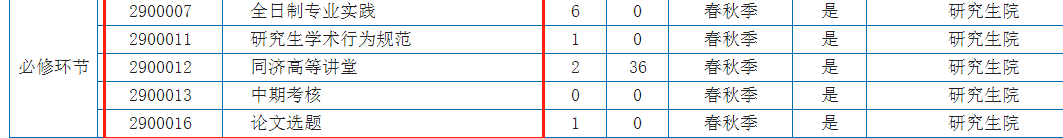 2900007 全日制专业实践 6 0 春秋季 是 研究生院
2900011 研究生学术行为规范 1 0 春秋季 是 研究生院
必修环节 2900012 同济高等讲堂 2 36 春秋季 是 研究生院
2900013 中期考核 0 0 春秋季 是 研究生院
2900016 论文选题 1 0 春秋季 是 研究生院